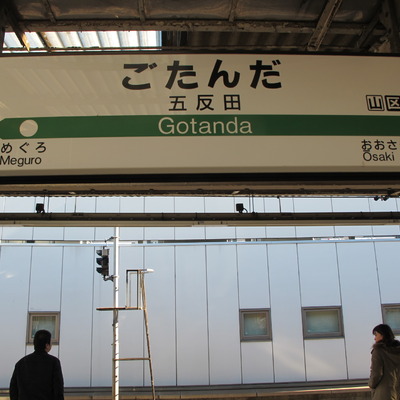 ごたんだ
五反田
山区
Gotanda
めぐろ
Meguro
おおさ
Ōsaki